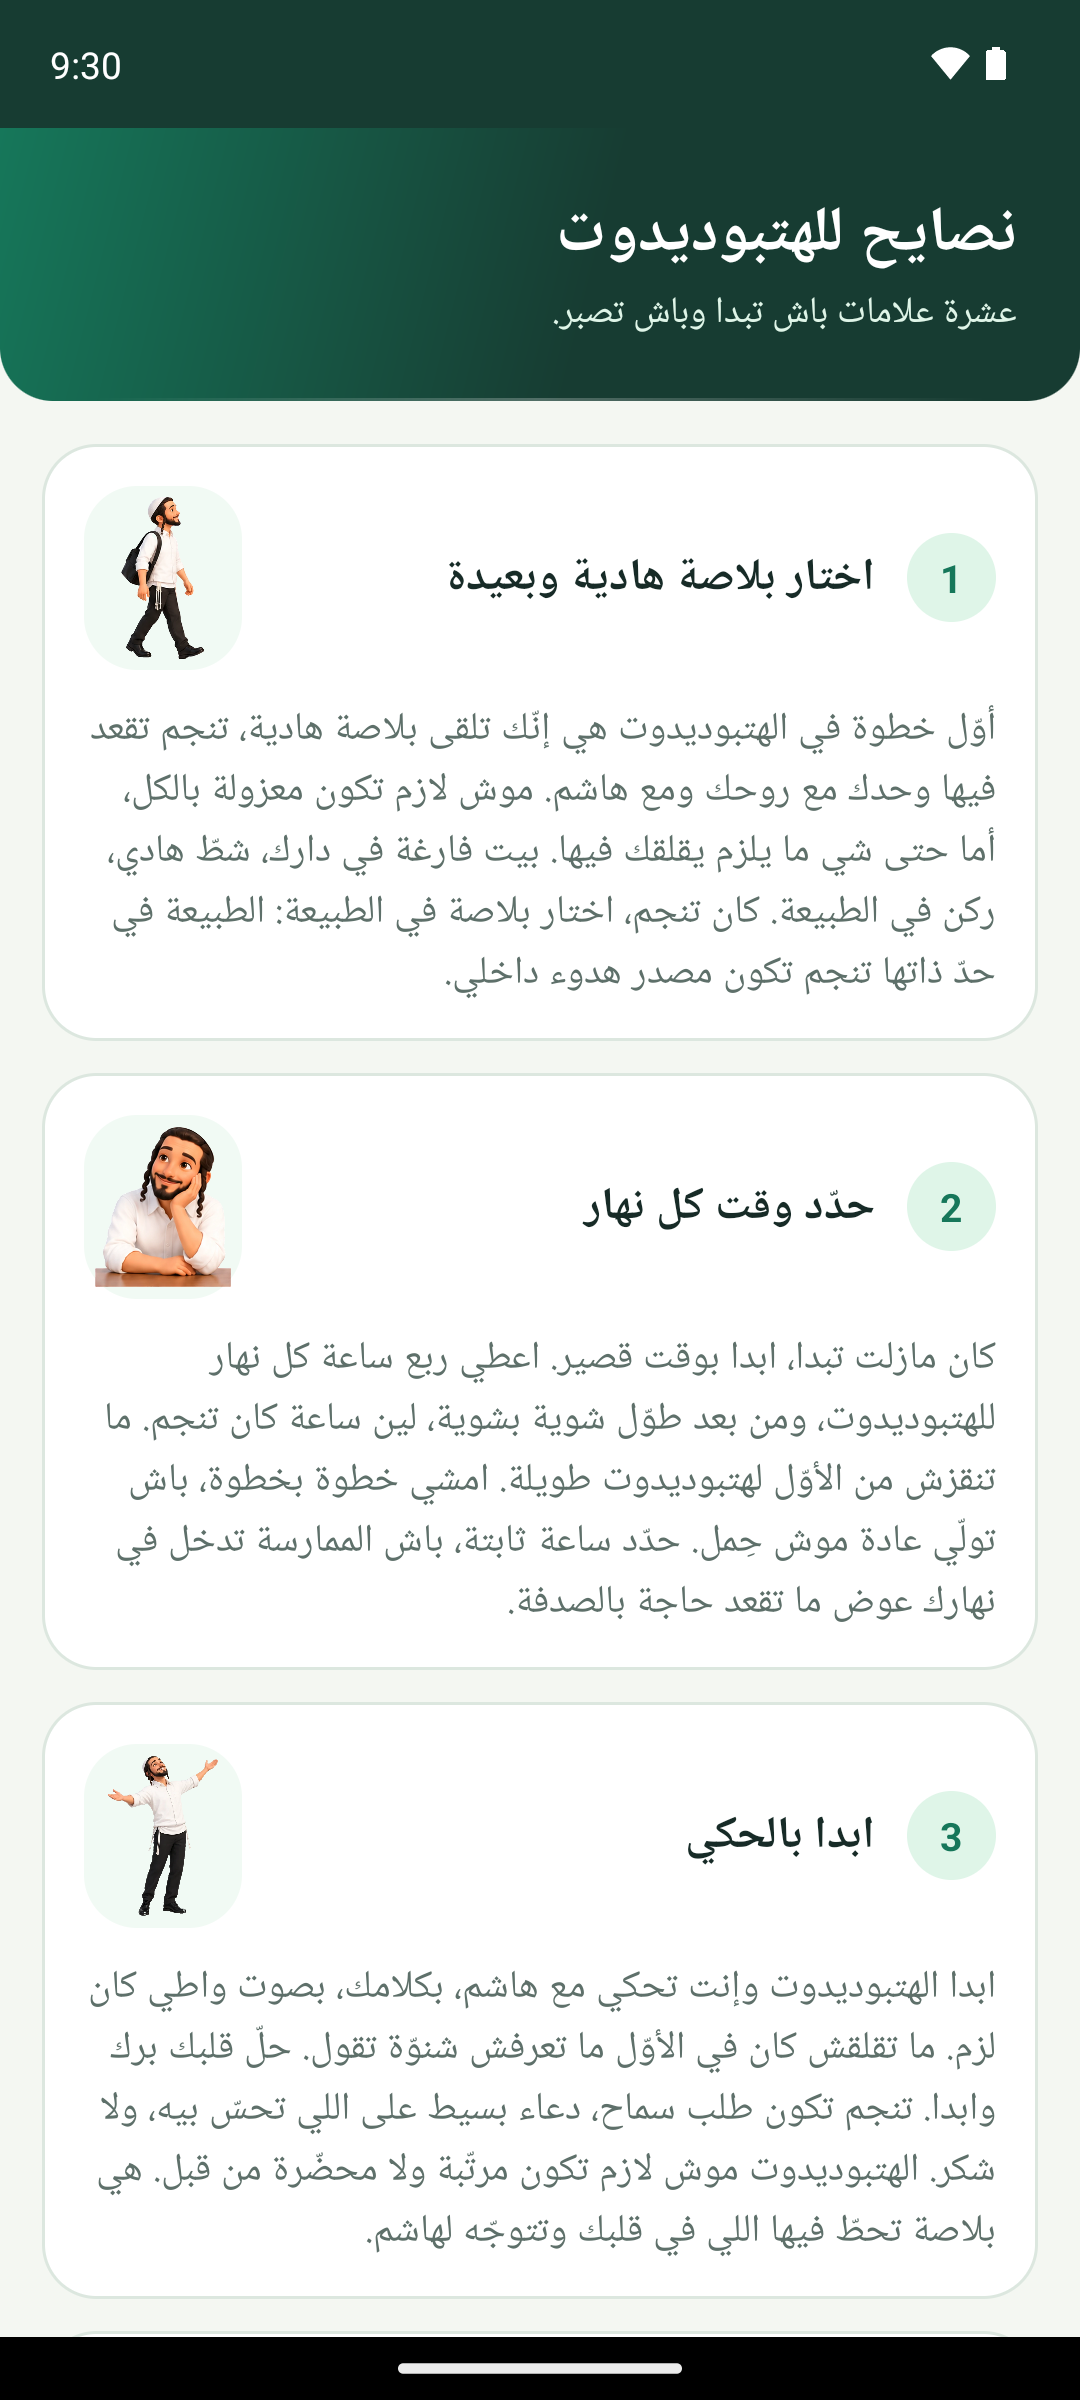 9:30
نصايح للهتبوديدوت
عشرة علامات باش تبدا وباش تصبر.
1
اختار بلاصة هادية وبعيدة
أوّل خطوة في الهتبوديدوت هي إنّك تلقى بلاصة هادية، تنجم تقعد
فيها وحدك مع روحك ومع هاشم. موش لازم تكون معزولة بالكل،
أما حتى شي ما يلزم يقلقك فيها. بيت فارغة في دارك، شطّ هادي،
ركن في الطبيعة. كان تنجم، اختار بلاصة في الطبيعة: الطبيعة في
حدّ ذاتها تنجم تكون مصدر هدوء داخلي.
2
حدّد وقت كل نهار
كان مازلت تبدا، ابدا بوقت قصير. اعطي ربع ساعة كل نهار
للهتبوديدوت، ومن بعد طوّل شوية بشوية، لين ساعة كان تنجم. ما
تنقزش من الأوّل لهتبوديدوت طويلة. امشي خطوة بخطوة، باش
تولّي عادة موش حِمل. حدّد ساعة ثابتة، باش الممارسة تدخل في
نهارك عوض ما تقعد حاجة بالصدفة.
3
ابدا بالحكي
ابدا الهتبوديدوت وإنت تحكي مع هاشم، بكلامك، بصوت واطي كان
لزم. ما تقلقش كان في الأوّل ما تعرفش شنوّة تقول. حلّ قلبك برك
وابدا. تنجم تكون طلب سماح، دعاء بسيط على اللي تحسّ بيه، ولا
شكر. الهتبوديدوت موش لازم تكون مرتّبة ولا محضّرة من قبل. هي
بلاصة تحطّ فيها اللي في قلبك وتتوجّه لهاشم.